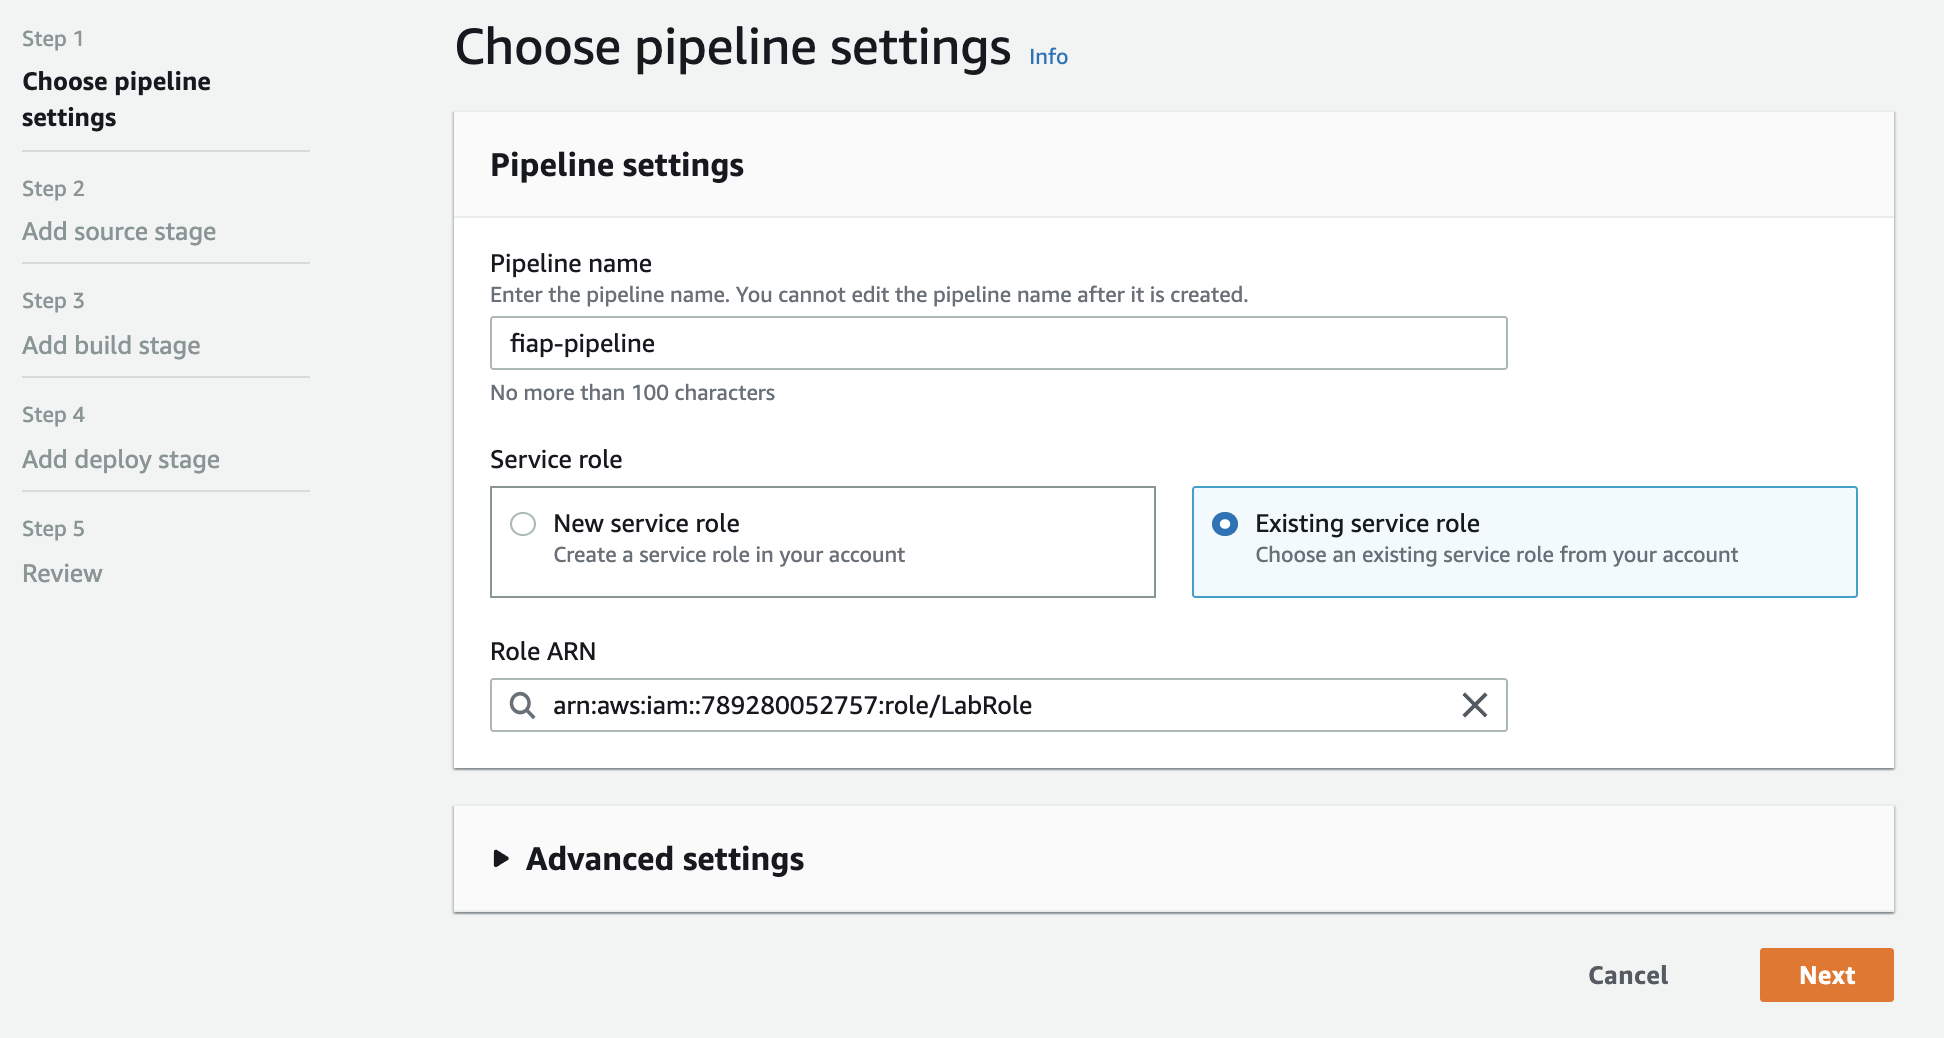 Step 1
Choose pipeline
settings
Step 2
Add source stage
Step 3
Add build stage
Step 4
Add deploy stage
Step 5
Review
Choose pipeline settings Info
Pipeline settings
Pipeline name
Enter the pipeline name. You cannot edit the pipeline name after it is created.
fiap-pipeline
No more than 100 characters
Service role
New service role
Create a service role in your account
Existing service role
Choose an existing service role from your account
Role ARN
arn:aws:iam::789280052757:role/LabRole
Advanced settings
Cancel
Next